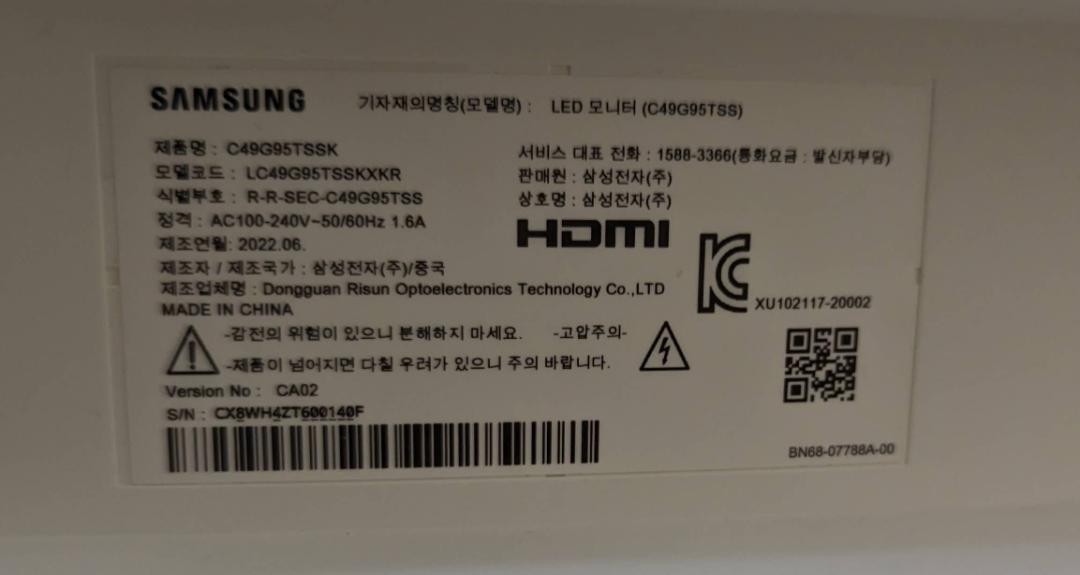 SAMSUNG 기자재의명칭(모델명) : LED 모니터 (C49G95TSS)
제품명 : C49G95TSSK
모델코드 : LC49G95TSSKXKR
식별부호 : R-R-SEC-C49G95TSS
정격 : AC100-240V~50/60Hz 1.6A
제조연월: 2022.06.
서비스 대표 전화 : 1588-3366(통화요금 : 발신자부담)
판매원 : 삼성전자(주)
상호명 : 삼성전자(주)
HDMI
제조자 / 제조국가 : 삼성전자(주)/중국
제조업체명 : Dongguan Risun Optoelectronics Technology Co.,LTD
MADE IN CHINA
XU102117-20002
-감전의 위험이 있으니 분해하지 마세요. -고압주의-
-제품이 넘어지면 다칠 우려가 있으니 주의 바랍니다.
Version No : CA02
S/N : CX8WH4ZT600140F
BN68-07788A-00